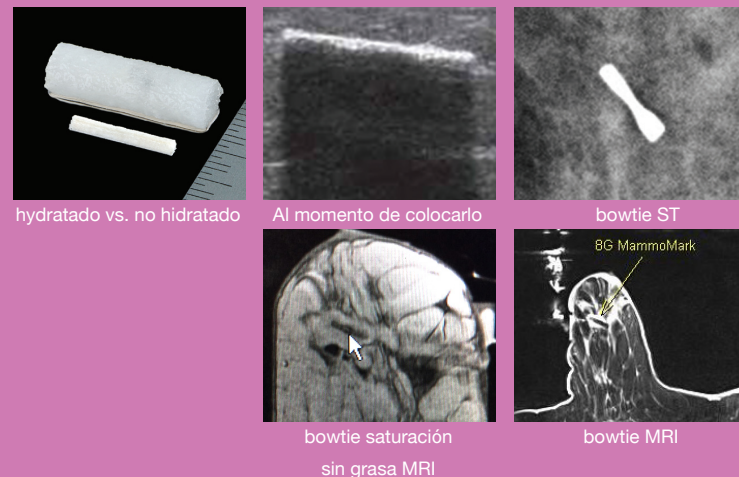 hydratado vs. no hidratado
Al momento de colocarlo
bowtie ST
8G MammoMark
bowtie saturación
sin grasa MRI
bowtie MRI